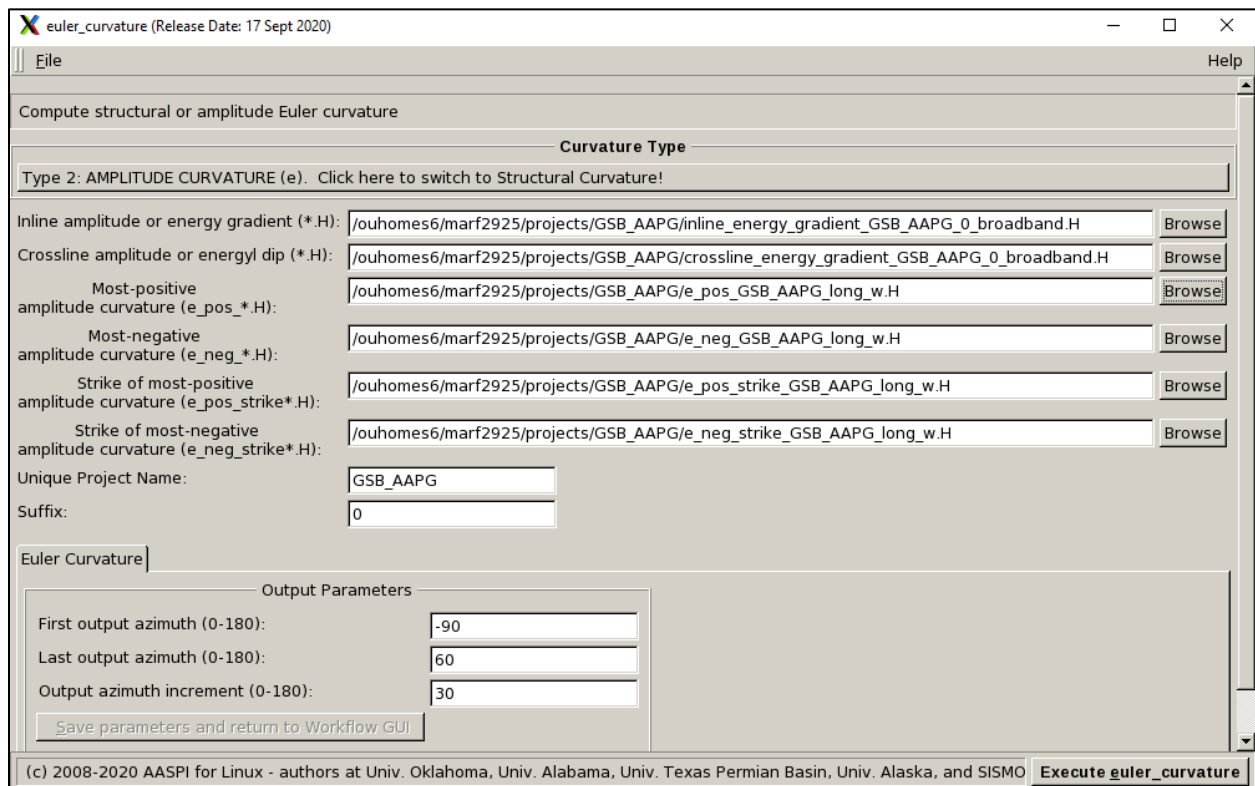 euler_curvature (Release Date: 17 Sept 2020)
File Help
Compute structural or amplitude Euler curvature
Curvature Type
Type 2: AMPLITUDE CURVATURE (e). Click here to switch to Structural Curvature!
Inline amplitude or energy gradient (*.H): /ouhomes6/marf2925/projects/GSB_AAPG/inline_energy_gradient_GSB_AAPG_0_broadband.H Browse
Crossline amplitude or energyl dip (*.H): /ouhomes6/marf2925/projects/GSB_AAPG/crossline_energy_gradient_GSB_AAPG_0_broadband.H Browse
Most-positive
amplitude curvature (e_pos_*.H): /ouhomes6/marf2925/projects/GSB_AAPG/e_pos_GSB_AAPG_long_w.H Browse
Most-negative
amplitude curvature (e_neg_*.H): /ouhomes6/marf2925/projects/GSB_AAPG/e_neg_GSB_AAPG_long_w.H Browse
Strike of most-positive
amplitude curvature (e_pos_strike*.H): /ouhomes6/marf2925/projects/GSB_AAPG/e_pos_strike_GSB_AAPG_long_w.H Browse
Strike of most-negative
amplitude curvature (e_neg_strike*.H): /ouhomes6/marf2925/projects/GSB_AAPG/e_neg_strike_GSB_AAPG_long_w.H Browse
Unique Project Name: GSB_AAPG
Suffix: 0
Euler Curvature
Output Parameters
First output azimuth (0-180): -90
Last output azimuth (0-180): 60
Output azimuth increment (0-180): 30
Save parameters and return to Workflow GUI
(c) 2008-2020 AASPI for Linux - authors at Univ. Oklahoma, Univ. Alabama, Univ. Texas Permian Basin, Univ. Alaska, and SISMO Execute euler_curvature